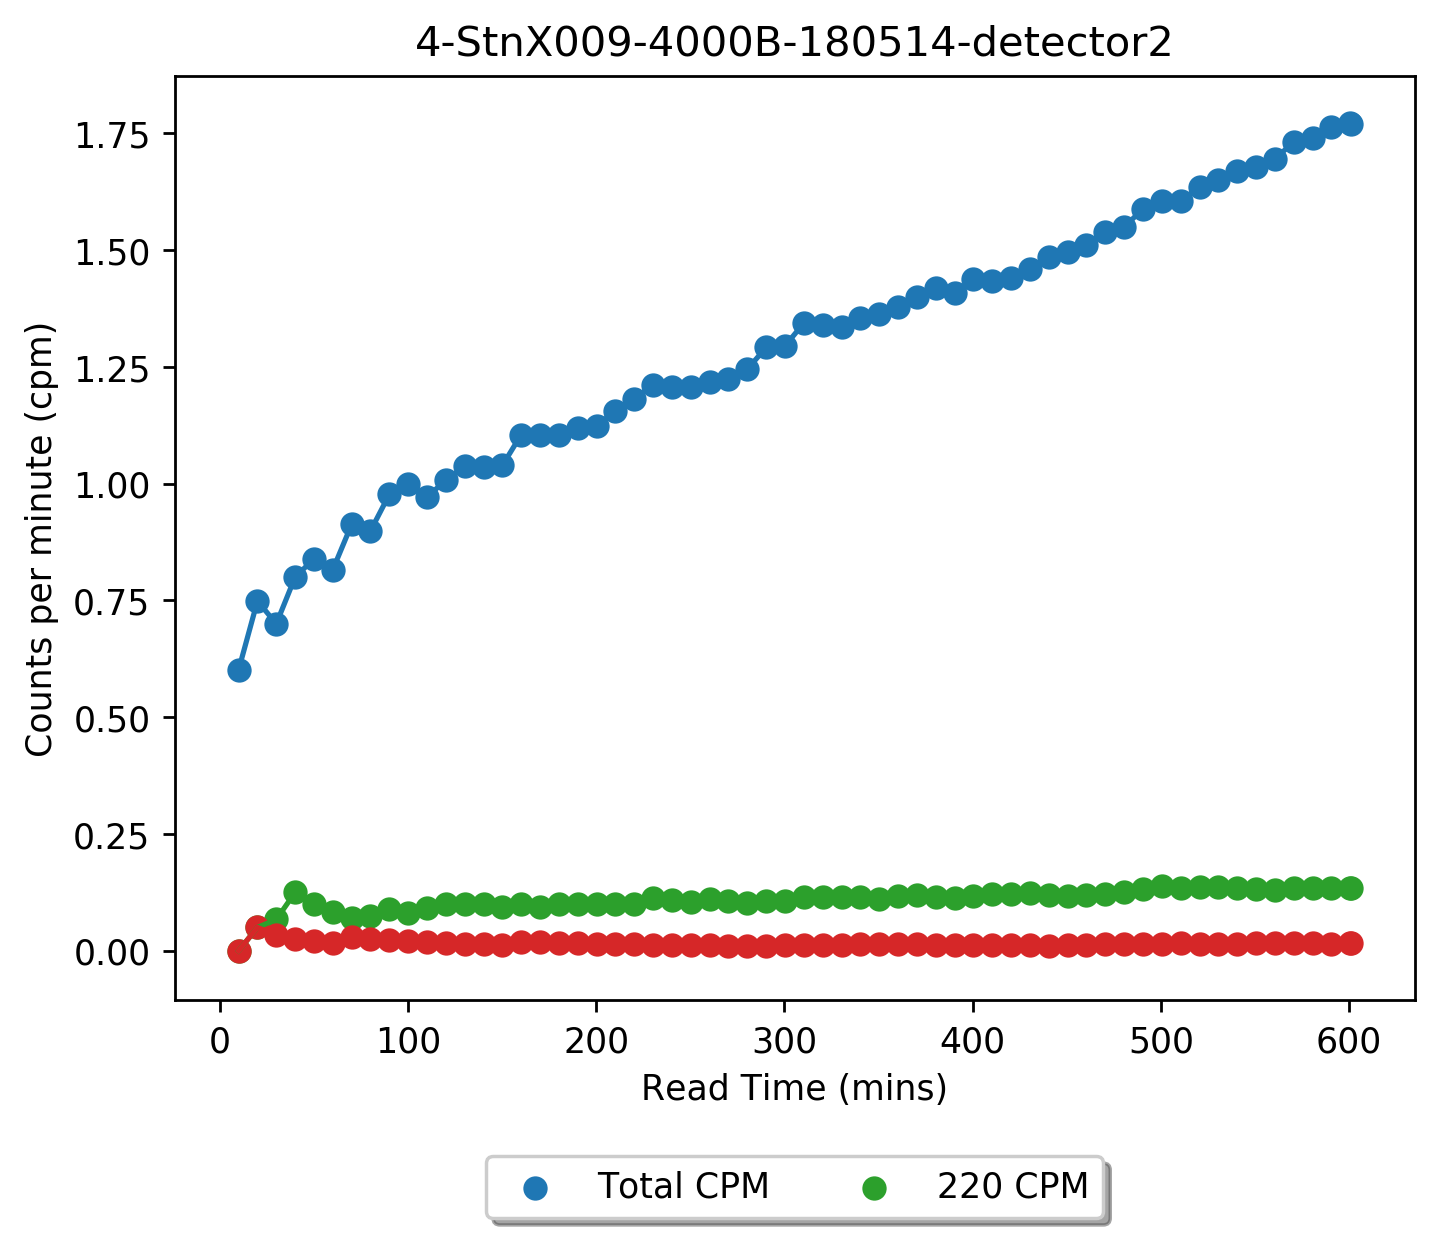 4-StnX009-4000B-180514-detector2
Counts per minute (cpm)
1.75
1.50
1.25
1.00
0.75
0.50
0.25
0.00
0 100 200 300 400 500 600
Read Time (mins)
Total CPM 220 CPM